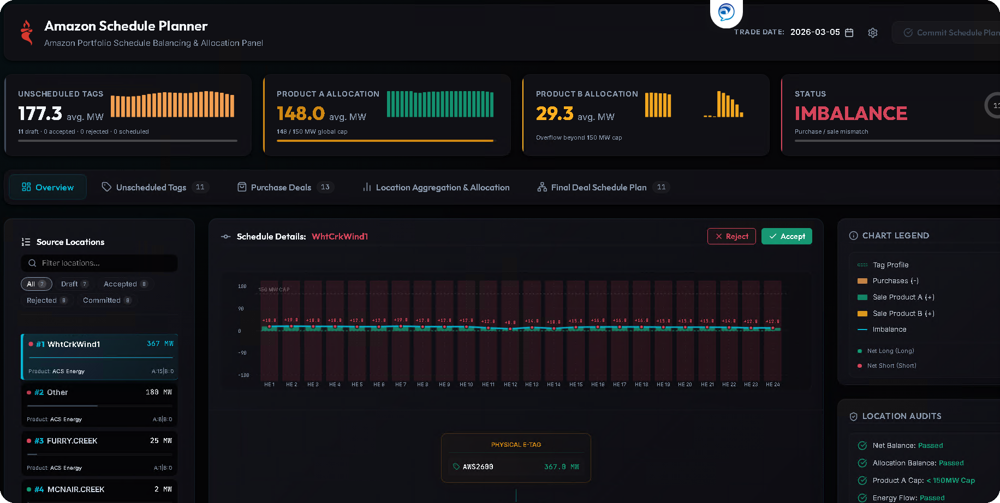 Amazon Schedule Planner
Amazon Portfolio Schedule Balancing & Allocation Panel
TRADE DATE: 2026-03-05
Commit Schedule Plan
UNSCHEDULED TAGS
177.3 avg. MW
11 draft · 0 accepted · 0 rejected · 0 scheduled
PRODUCT A ALLOCATION
148.0 avg. MW
148 / 150 MW global cap
PRODUCT B ALLOCATION
29.3 avg. MW
Overflow beyond 150 MW cap
STATUS
IMBALANCE
Purchase / sale mismatch
11
Overview
Unscheduled Tags 11
Purchase Deals 13
Location Aggregation & Allocation
Final Deal Schedule Plan 11
Source Locations
Filter locations...
All 7 Draft 7 Accepted 0
Rejected 0 Committed 0
#1 WhtCrkWind1 367 MW
Product: ACS Energy A:15|B:0
#2 Other 180 MW
Product: ACS Energy A:8|B:0
#3 FURRY.CREEK 25 MW
Product: ACS Energy A:1|B:0
#4 MCNAIR.CREEK 2 MW
Schedule Details: WhtCrkWind1
Reject
Accept
180
150 MW CAP
90
+18.0 +19.0 +18.0 +18.0 +17.0 +17.0 +19.0 +17.0 +17.0 +17.0 +12.0 +8.0 +14.0 +10.0 +15.0 +16.0 +16.0 +16.0 +15.0 +15.0 +15.0 +14.0 +12.0 +12.0
0
-90
-180
HE 1 HE 2 HE 3 HE 4 HE 5 HE 6 HE 7 HE 8 HE 9 HE 10 HE 11 HE 12 HE 13 HE 14 HE 15 HE 16 HE 17 HE 18 HE 19 HE 20 HE 21 HE 22 HE 23 HE 24
PHYSICAL E-TAG
AWS2600 367.0 MW
CHART LEGEND
Tag Profile
Purchases (-)
Sale Product A (+)
Sale Product B (+)
Imbalance
Net Long (Long)
Net Short (Short)
LOCATION AUDITS
Net Balance: Passed
Allocation Balance: Passed
Product A Cap: < 150MW Cap
Energy Flow: Passed